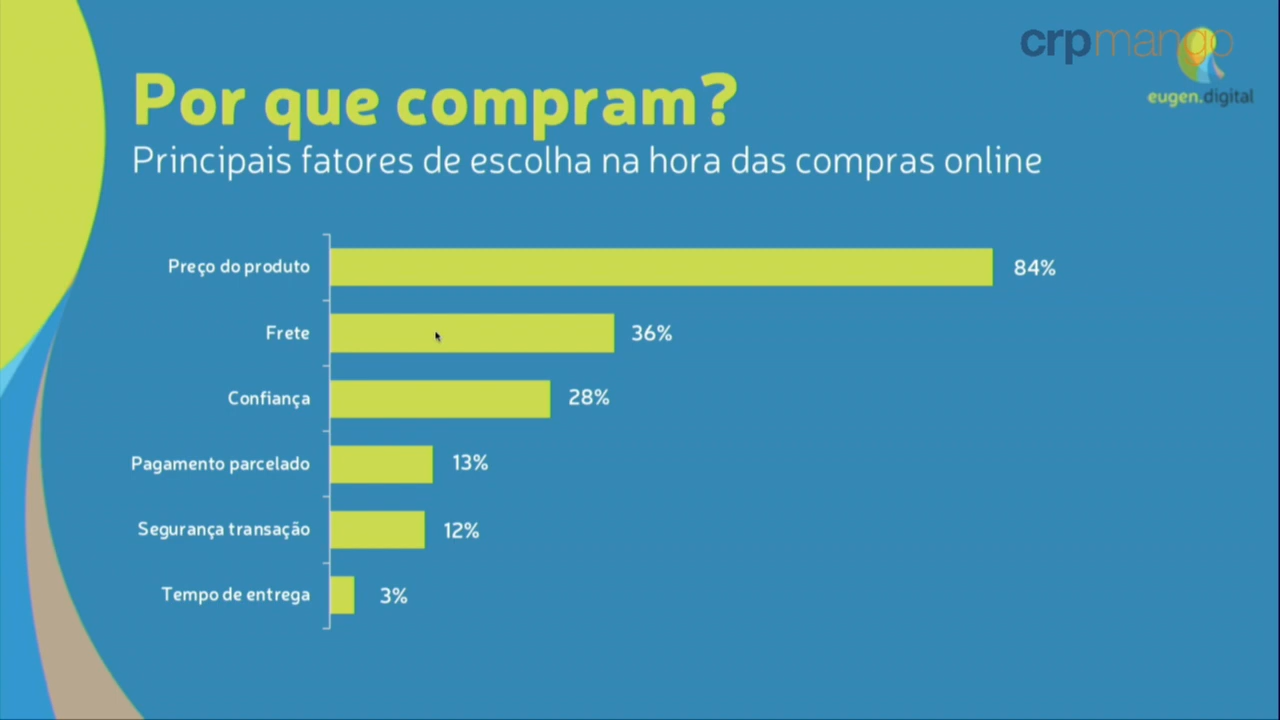 crpmango
eugen.digital
Por que compram?
Principais fatores de escolha na hora das compras online
Preço do produto 84%
Frete 36%
Confiança 28%
Pagamento parcelado 13%
Segurança transação 12%
Tempo de entrega 3%